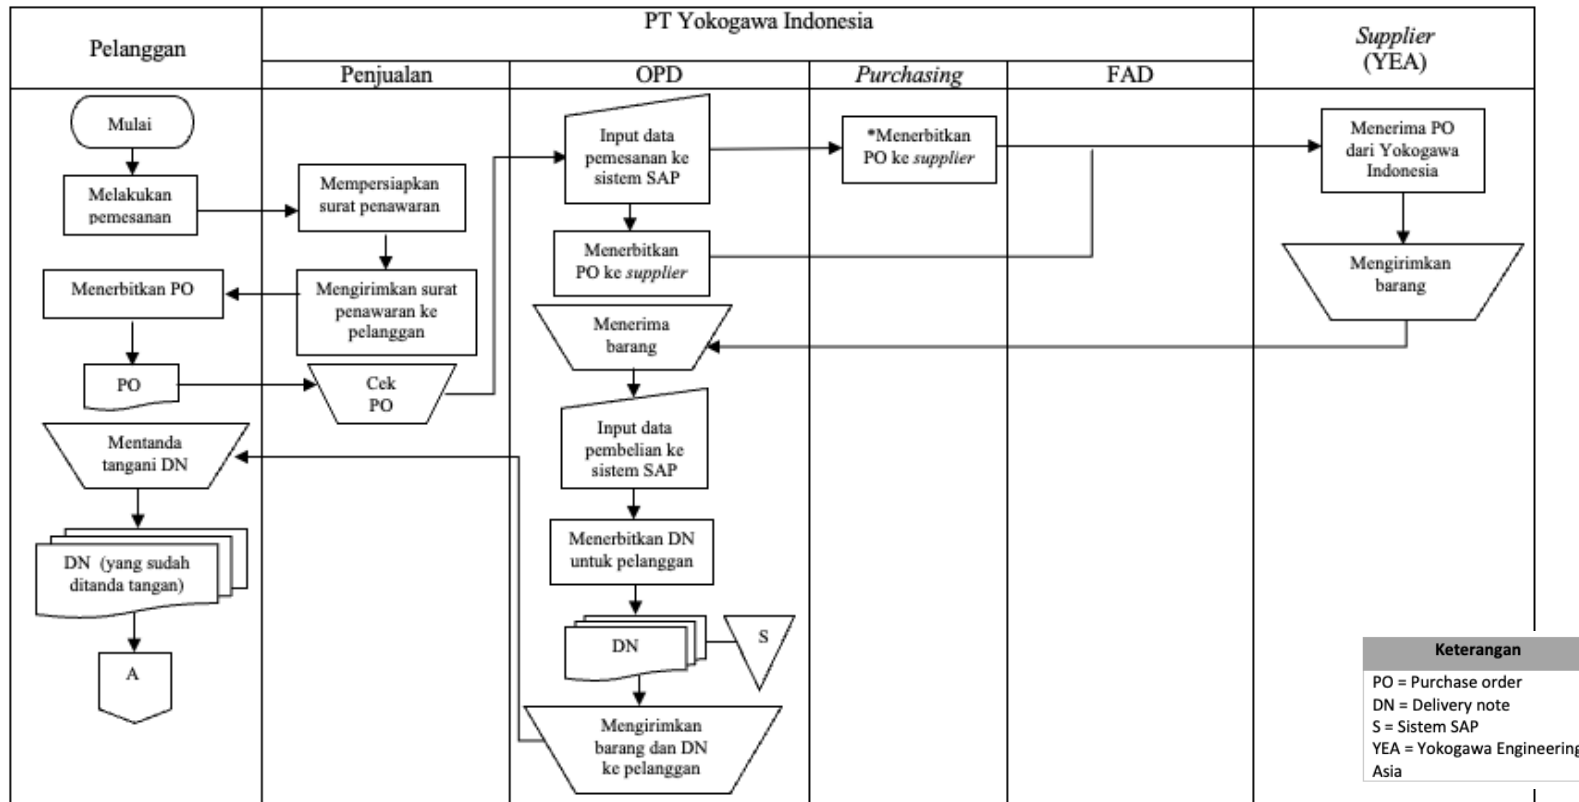 Pelanggan
PT Yokogawa Indonesia
Supplier
(YEA)
Penjualan
OPD
Purchasing
FAD
Mulai
Melakukan
pemesanan
Menerbitkan PO
PO
Mentanda
tangani DN
DN (yang sudah
ditanda tangan)
A
Mempersiapkan
surat penawaran
Mengirimkan surat
penawaran ke
pelanggan
Cek
PO
Input data
pemesanan ke
sistem SAP
Menerbitkan
PO ke supplier
Menerima
barang
Input data
pembelian ke
sistem SAP
Menerbitkan DN
untuk pelanggan
DN
S
Mengirimkan
barang dan DN
ke pelanggan
*Menerbitkan
PO ke supplier
Menerima PO
dari Yokogawa
Indonesia
Mengirimkan
barang
Keterangan
PO = Purchase order
DN = Delivery note
S = Sistem SAP
YEA = Yokogawa Engineering
Asia